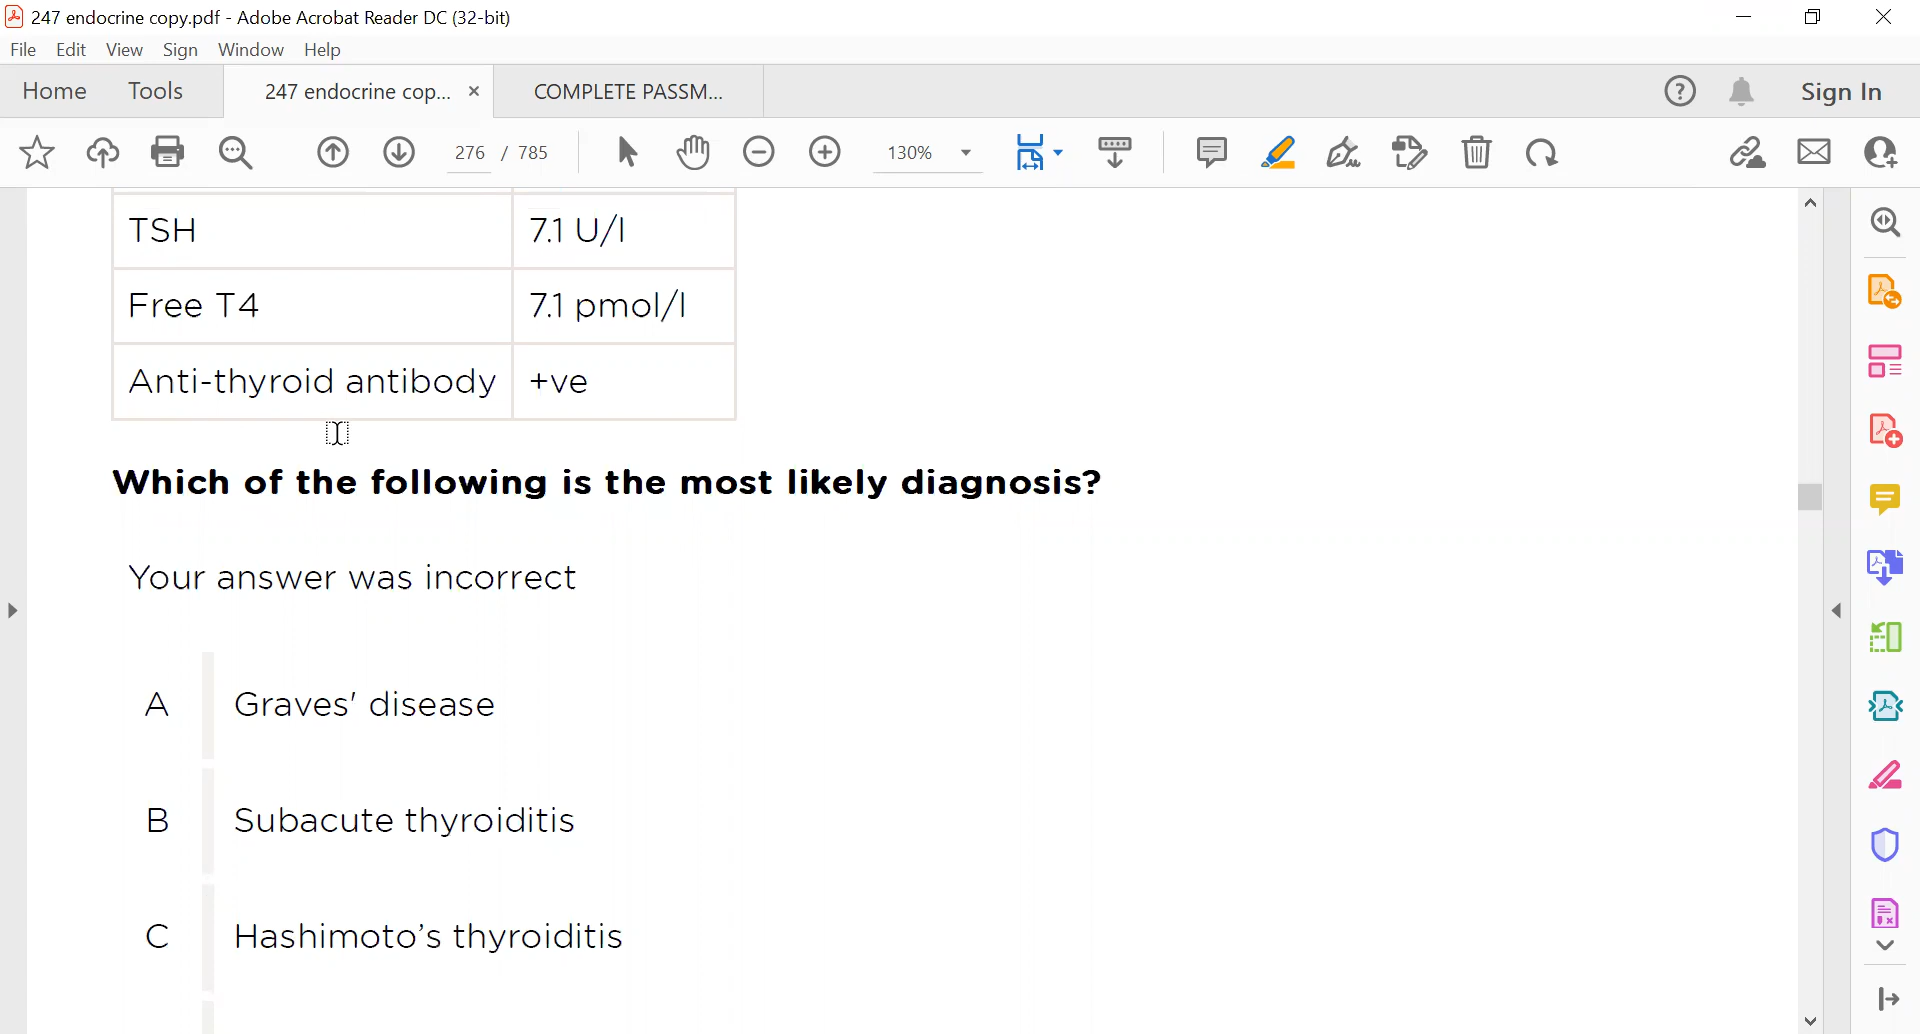 247 endocrine copy.pdf - Adobe Acrobat Reader DC (32-bit)
File Edit View Sign Window Help
Home Tools 247 endocrine cop... × COMPLETE PASSM... Sign In
276 / 785 130%
TSH 7.1 U/l
Free T4 7.1 pmol/l
Anti-thyroid antibody +ve
Which of the following is the most likely diagnosis?
Your answer was incorrect
A Graves' disease
B Subacute thyroiditis
C Hashimoto’s thyroiditis